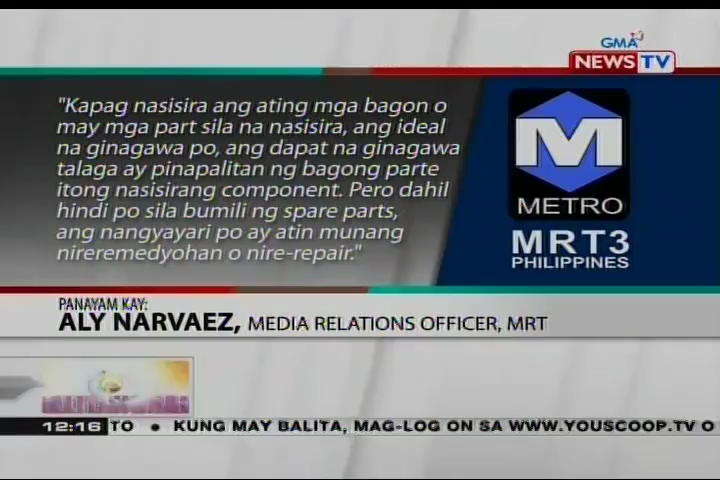 GMA
NEWS TV
"Kapag nasisira ang ating mga bagon o
may mga part sila na nasisira, ang ideal
na ginagawa po, ang dapat na ginagawa
talaga ay pinapalitan ng bagong parte
itong nasisirang component. Pero dahil
hindi po sila bumili ng spare parts,
ang nangyayari po ay atin munang
nireremedyohan o nire-repair."
M
METRO
MRT3
PHILIPPINES
PANAYAM KAY:
ALY NARVAEZ, MEDIA RELATIONS OFFICER, MRT
12:16 TO • KUNG MAY BALITA, MAG-LOG ON SA WWW.YOUSCOOP.TV O